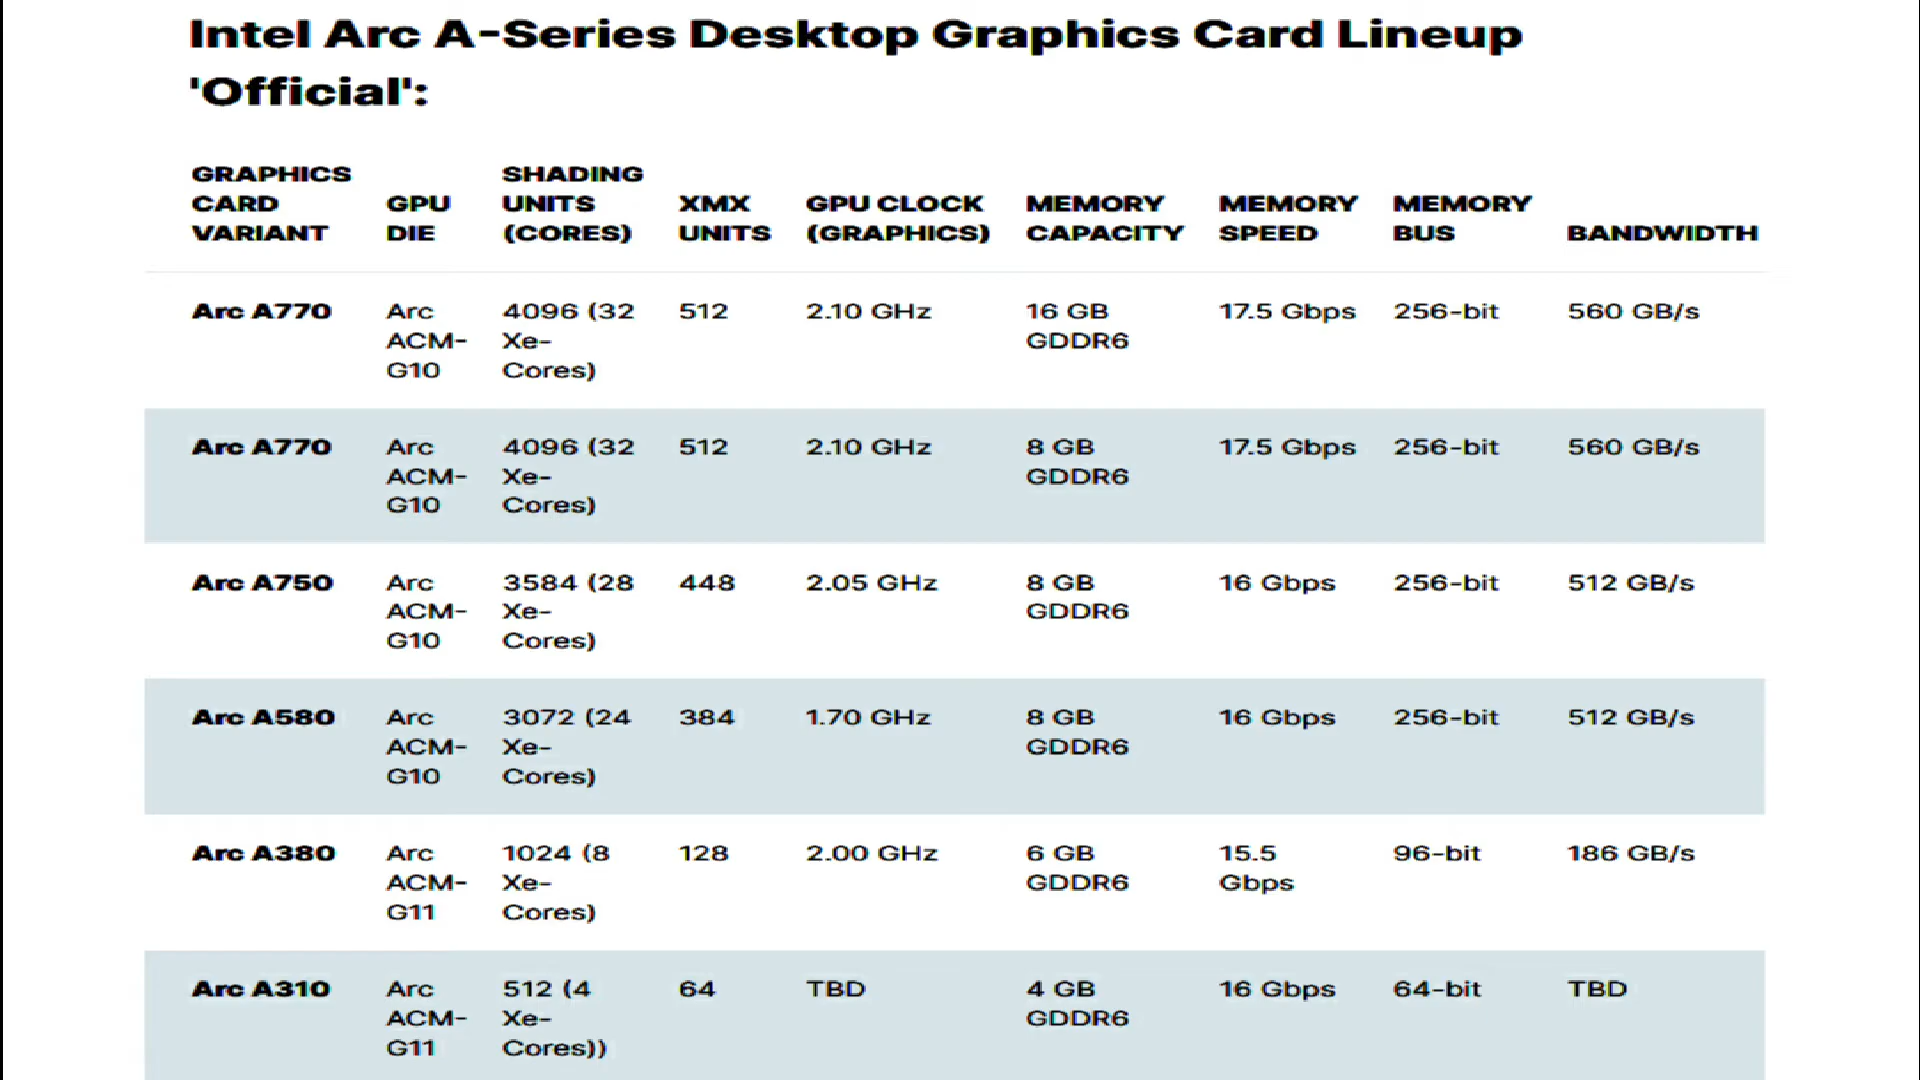 Intel Arc A-Series Desktop Graphics Card Lineup
'Official':
GRAPHICS CARD VARIANT GPU DIE SHADING UNITS (CORES) XMX UNITS GPU CLOCK (GRAPHICS) MEMORY CAPACITY MEMORY SPEED MEMORY BUS BANDWIDTH
Arc A770 Arc ACM-G10 4096 (32 Xe-Cores) 512 2.10 GHz 16 GB GDDR6 17.5 Gbps 256-bit 560 GB/s
Arc A770 Arc ACM-G10 4096 (32 Xe-Cores) 512 2.10 GHz 8 GB GDDR6 17.5 Gbps 256-bit 560 GB/s
Arc A750 Arc ACM-G10 3584 (28 Xe-Cores) 448 2.05 GHz 8 GB GDDR6 16 Gbps 256-bit 512 GB/s
Arc A580 Arc ACM-G10 3072 (24 Xe-Cores) 384 1.70 GHz 8 GB GDDR6 16 Gbps 256-bit 512 GB/s
Arc A380 Arc ACM-G11 1024 (8 Xe-Cores) 128 2.00 GHz 6 GB GDDR6 15.5 Gbps 96-bit 186 GB/s
Arc A310 Arc ACM-G11 512 (4 Xe-Cores)) 64 TBD 4 GB GDDR6 16 Gbps 64-bit TBD